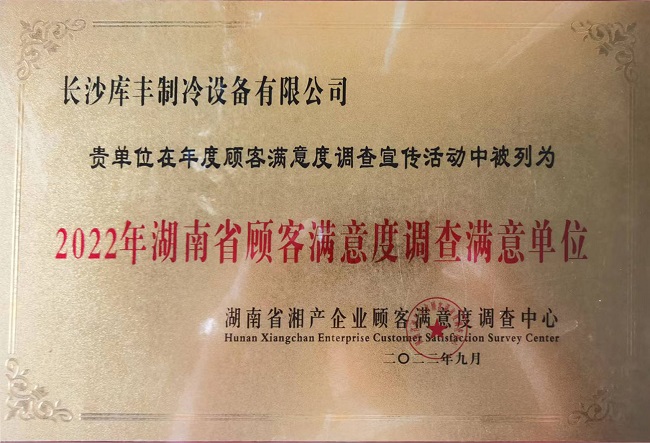 长沙库丰制冷设备有限公司
贵单位在年度顾客满意度调查宣传活动中被列为
2022年湖南省顾客满意度调查满意单位
湖南省湘产企业顾客满意度调查中心
Hunan Xiangchan Enterprise Customer Satisfaction Survey Center
二〇二二年九月